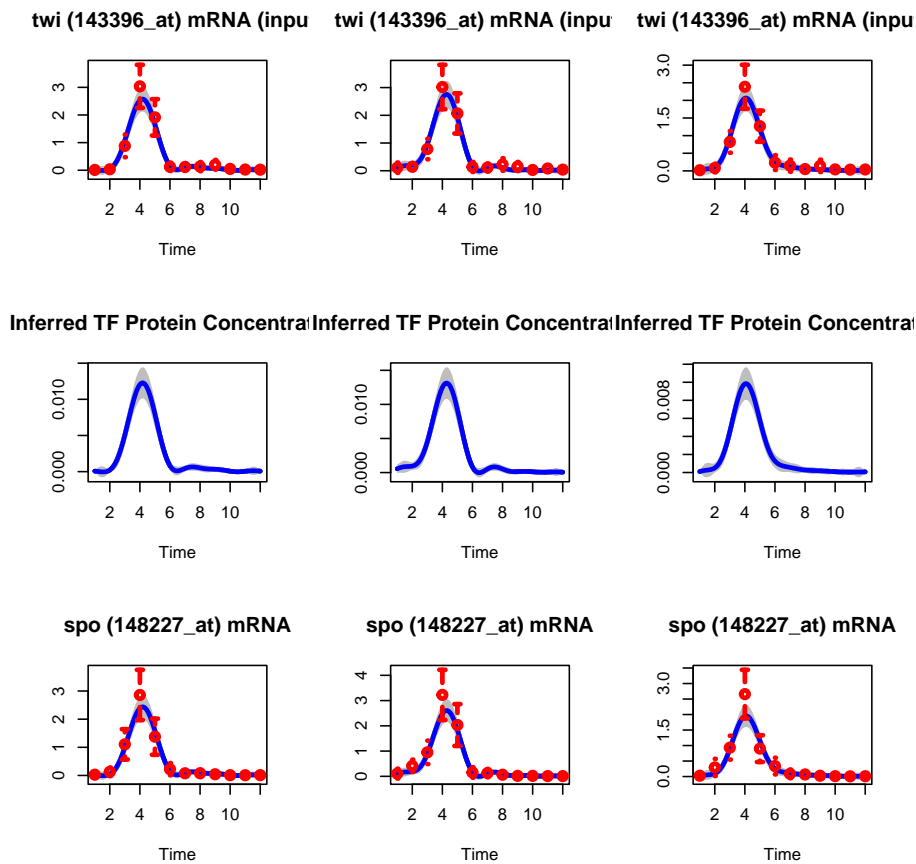 twi (143396_at) mRNA (inpu twi (143396_at) mRNA (inpu twi (143396_at) mRNA (inpu
3 3 3.0
2 2 1.5
1 1
0 0 0.0
2 4 6 8 10 2 4 6 8 10 2 4 6 8 10
Time Time Time
Inferred TF Protein Concentrat Inferred TF Protein Concentrat Inferred TF Protein Concentrat
0.010 0.010 0.008
0.000 0.000 0.000
2 4 6 8 10 2 4 6 8 10 2 4 6 8 10
Time Time Time
spo (148227_at) mRNA spo (148227_at) mRNA spo (148227_at) mRNA
3 4 3.0
2 3 1.5
1 2
0 1 0.0
0
2 4 6 8 10 2 4 6 8 10 2 4 6 8 10
Time Time Time